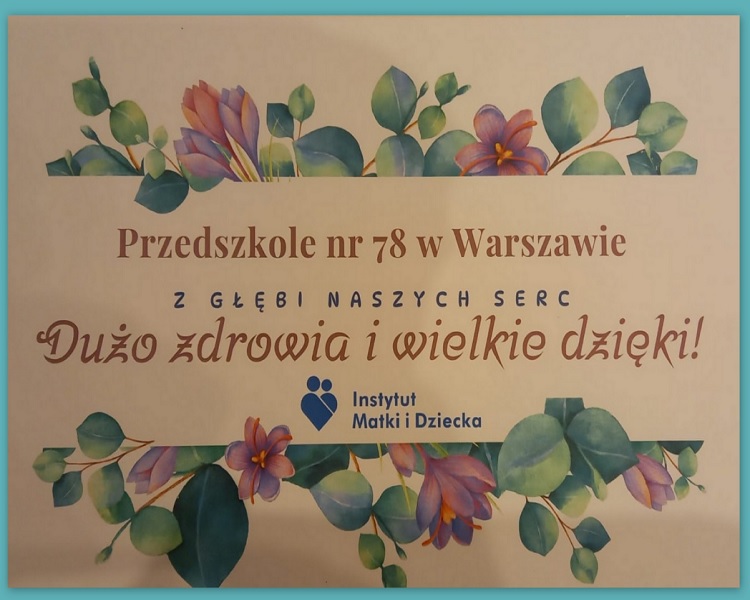 Przedszkole nr 78 w Warszawie
Z GŁĘBI NASZYCH SERC
Dużo zdrowia i wielkie dzięki!
Instytut
Matki i Dziecka